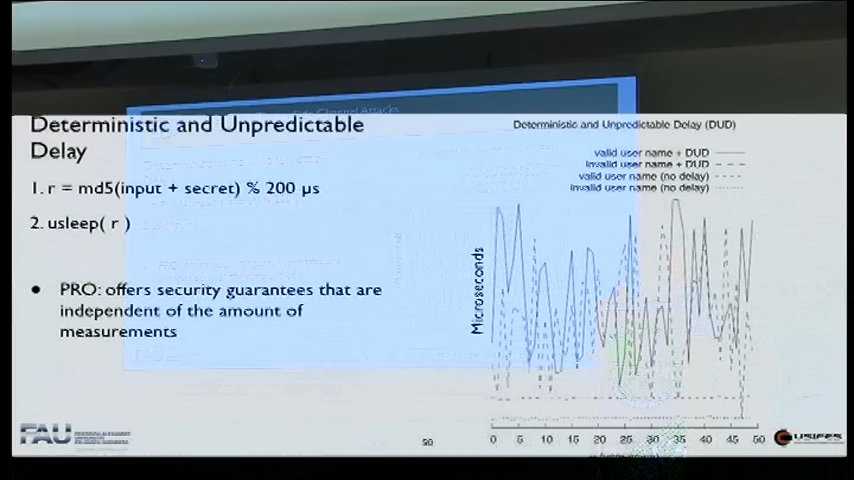 Deterministic and Unpredictable
Delay
1. r = md5(input + secret) % 200 µs
2. usleep( r )
● PRO: offers security guarantees that are
independent of the amount of
measurements
Deterministic and Unpredictable Delay (DUD)
valid user name + DUD
invalid user name + DUD
valid user name (no delay)
invalid user name (no delay)
Microseconds
0 5 10 15 20 25 30 35 40 45 50
FAU
50
Channel Attacks